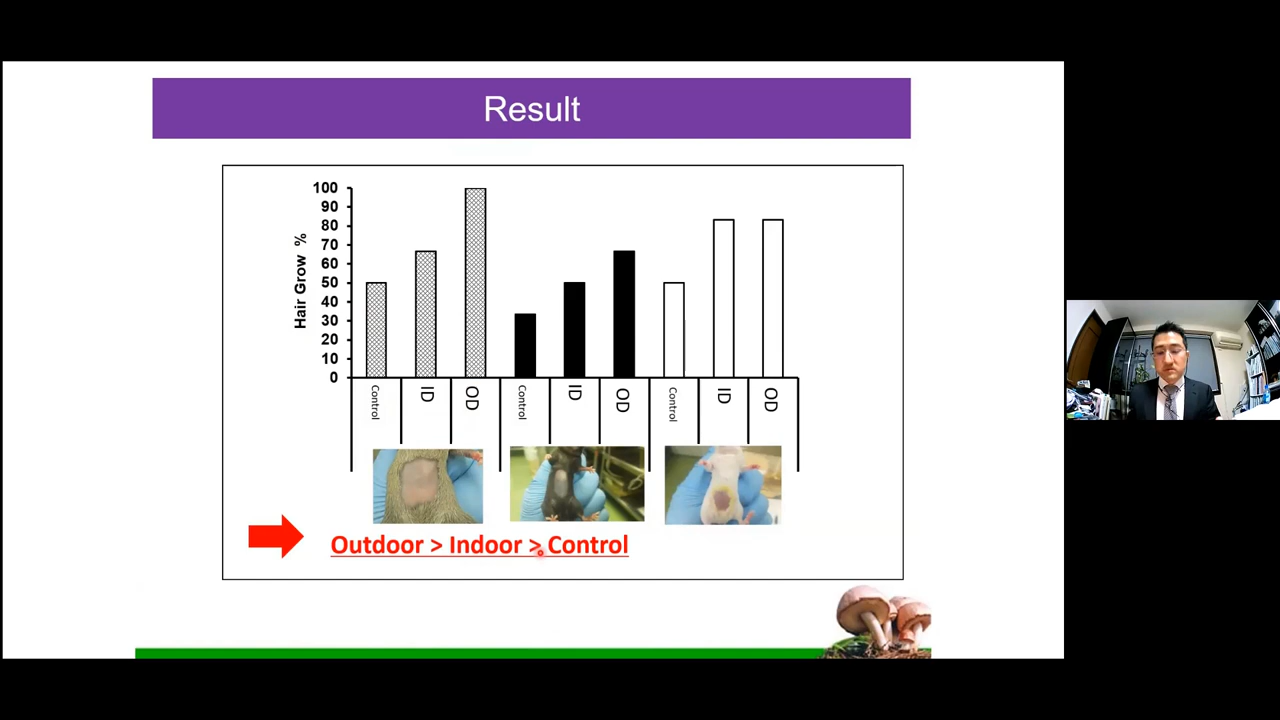 Result
Hair Grow %
100
90
80
70
60
50
40
30
20
10
0
Control
ID
OD
Control
ID
OD
Control
ID
OD
Outdoor > Indoor > Control